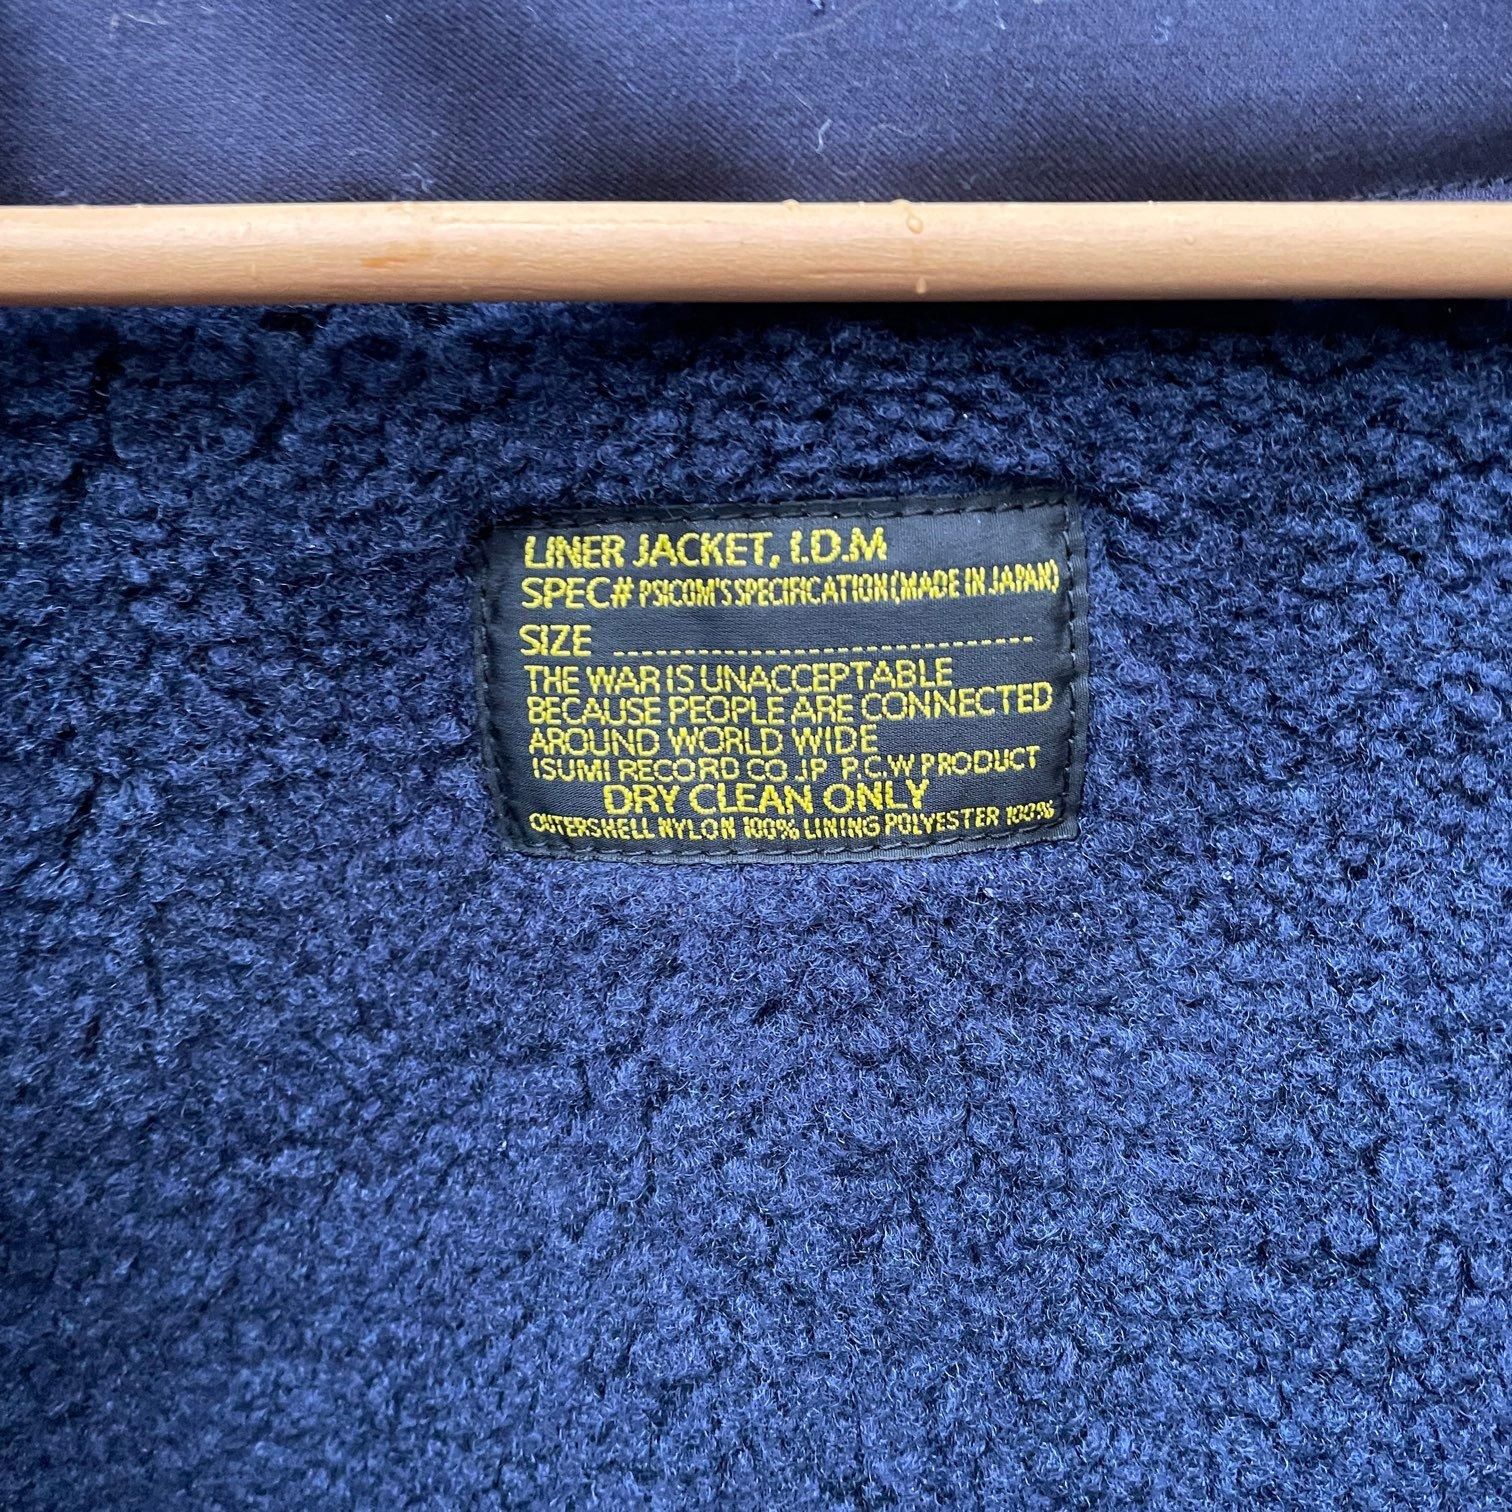 LINER JACKET, I.D.M
SPEC# PSICOM'S SPECIFICATION (MADE IN JAPAN)
SIZE
THE WAR IS UNACCEPTABLE
BECAUSE PEOPLE ARE CONNECTED
AROUND WORLD WIDE
ISUMI RECORD CO.JP P.C.W PRODUCT
DRY CLEAN ONLY
OUTERSHELL NYLON 100% LINING POLYESTER 100%